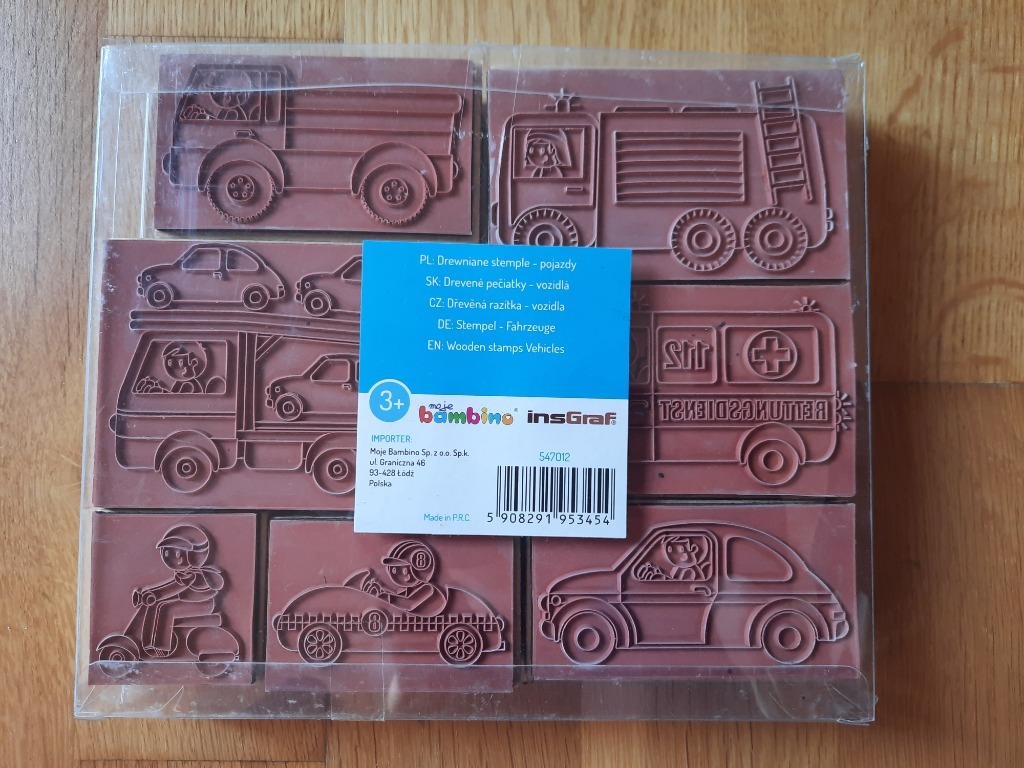 PL: Drewniane stemple - pojazdy
SK: Drevené pečiatky - vozidlá
CZ: Dřevěná razítka - vozidla
DE: Stempel - Fahrzeuge
EN: Wooden stamps Vehicles
112
RETTUNGSDIENST
3+
moje bambino® insGraf®
IMPORTER:
Moje Bambino Sp. z o.o. Sp.k.
ul. Graniczna 46
93-428 Łódź
Polska
547012
Made in P.R.C.
5 908291 953454
8
8